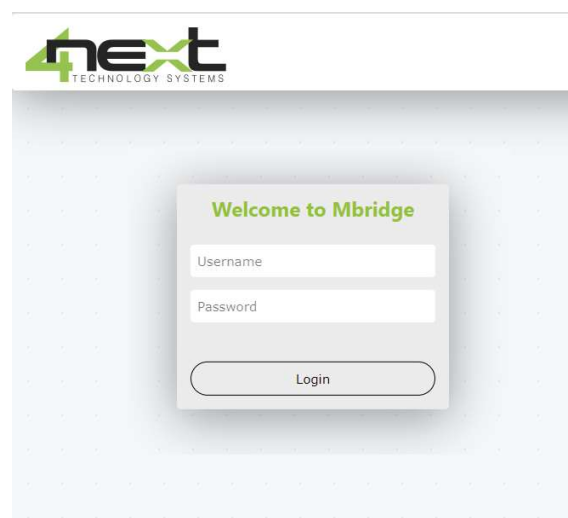 4next
TECHNOLOGY SYSTEMS
Welcome to Mbridge
Username
Password
Login